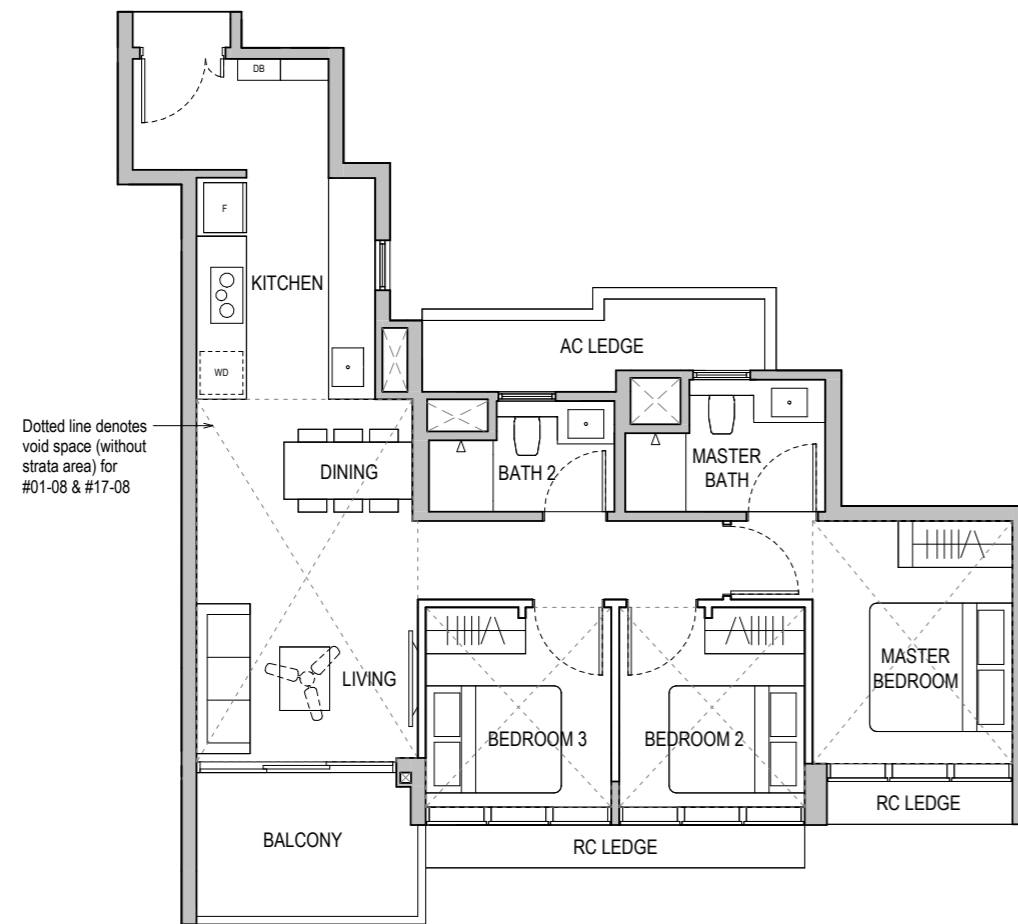 DB
F
KITCHEN
AC LEDGE
WD
Dotted line denotes
void space (without
strata area) for
#01-08 & #17-08
DINING
BATH 2
MASTER
BATH
LIVING
MASTER
BEDROOM
BEDROOM 3
BEDROOM 2
RC LEDGE
BALCONY
RC LEDGE